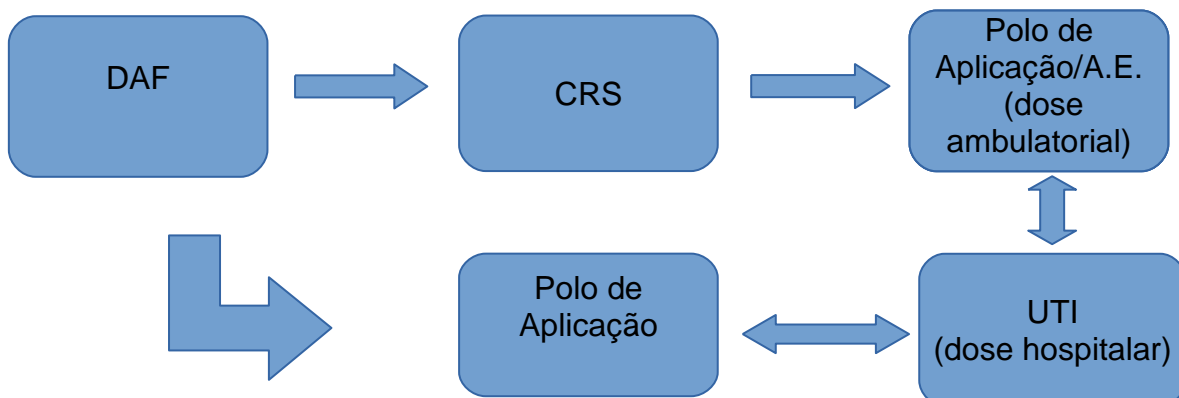 DAF
CRS
Polo de
Aplicação/A.E.
(dose
ambulatorial)
Polo de
Aplicação
UTI
(dose hospitalar)